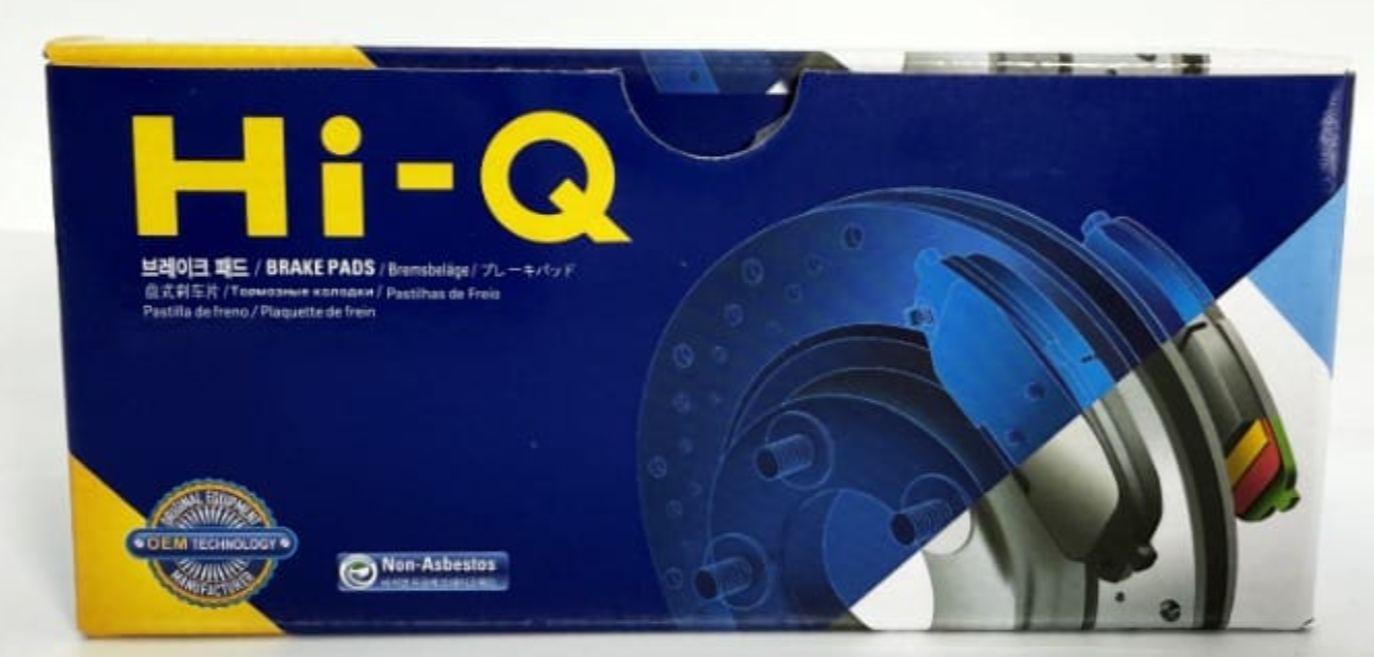 Hi-Q
브레이크 패드 / BRAKE PADS / Bremsbeläge / ブレーキパッド
盘式刹车片 / Тормозные колодки / Pastilhas de Freio
Pastilla de freno / Plaquette de frein
ORIGINAL EQUIPMENT
OEM TECHNOLOGY
MANUFACTURER
Non-Asbestos